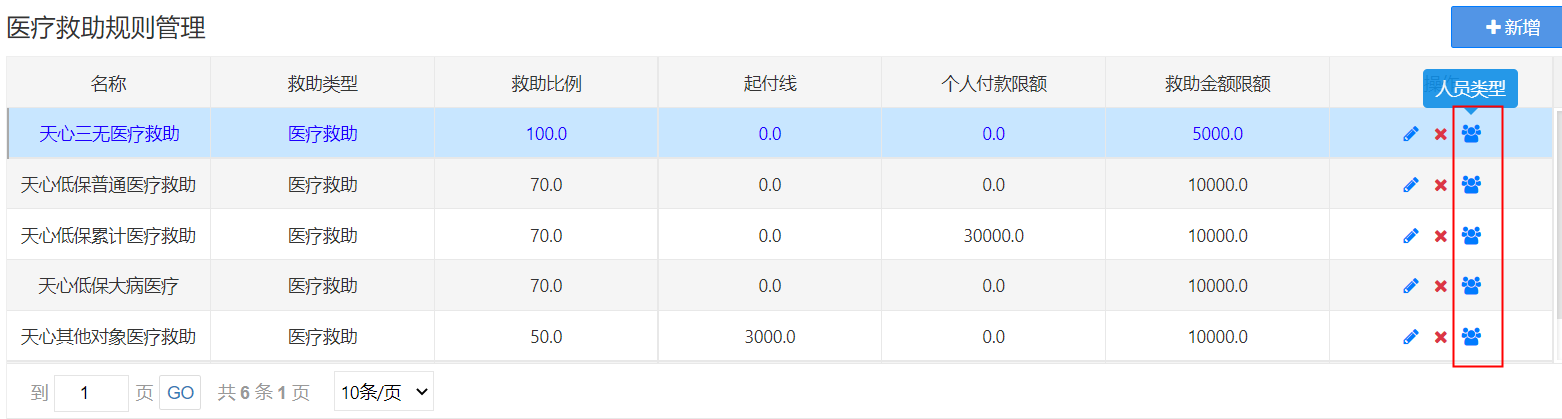 医疗救助规则管理
新增
名称 救助类型 救助比例 起付线 个人付款限额 救助金额限额
人员类型
天心三无医疗救助 医疗救助 100.0 0.0 0.0 5000.0
天心低保普通医疗救助 医疗救助 70.0 0.0 0.0 10000.0
天心低保累计医疗救助 医疗救助 70.0 0.0 30000.0 10000.0
天心低保大病医疗 医疗救助 70.0 0.0 0.0 10000.0
天心其他对象医疗救助 医疗救助 50.0 3000.0 0.0 10000.0
到 1 页 GO 共 6 条 1 页 10条/页